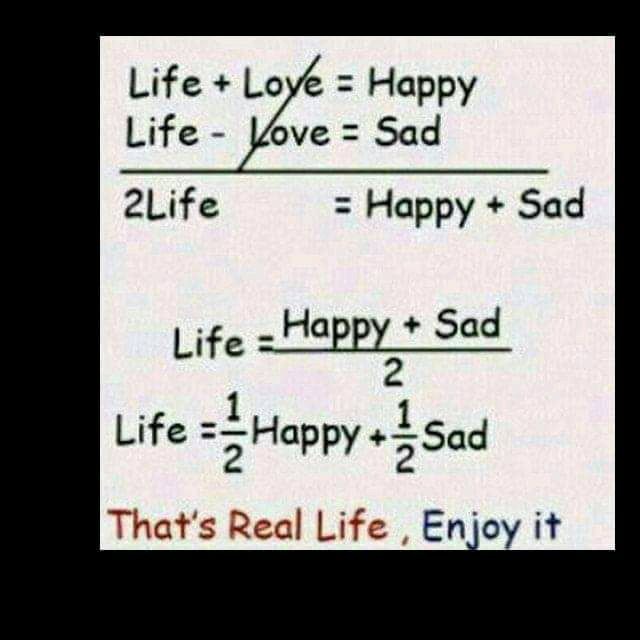 Life + Love = Happy
Life - Love = Sad
2Life = Happy + Sad
Life = Happy + Sad
2
Life = 1/2 Happy + 1/2 Sad
That's Real Life , Enjoy it